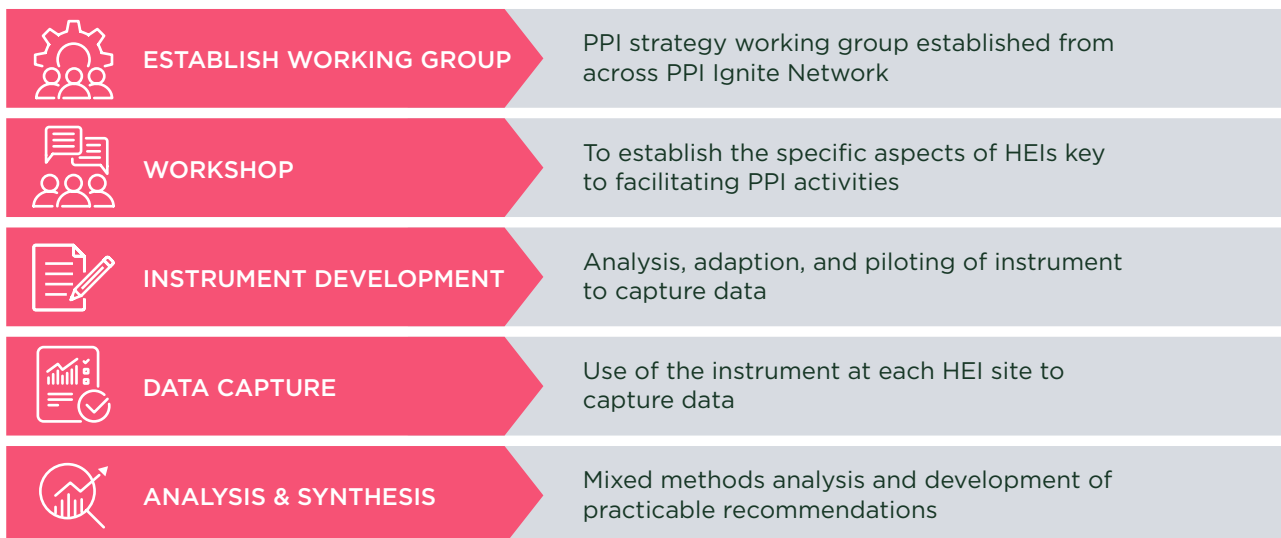 ESTABLISH WORKING GROUP
PPI strategy working group established from
across PPI Ignite Network
WORKSHOP
To establish the specific aspects of HEIs key
to facilitating PPI activities
INSTRUMENT DEVELOPMENT
Analysis, adaption, and piloting of instrument
to capture data
DATA CAPTURE
Use of the instrument at each HEI site to
capture data
ANALYSIS & SYNTHESIS
Mixed methods analysis and development of
practicable recommendations